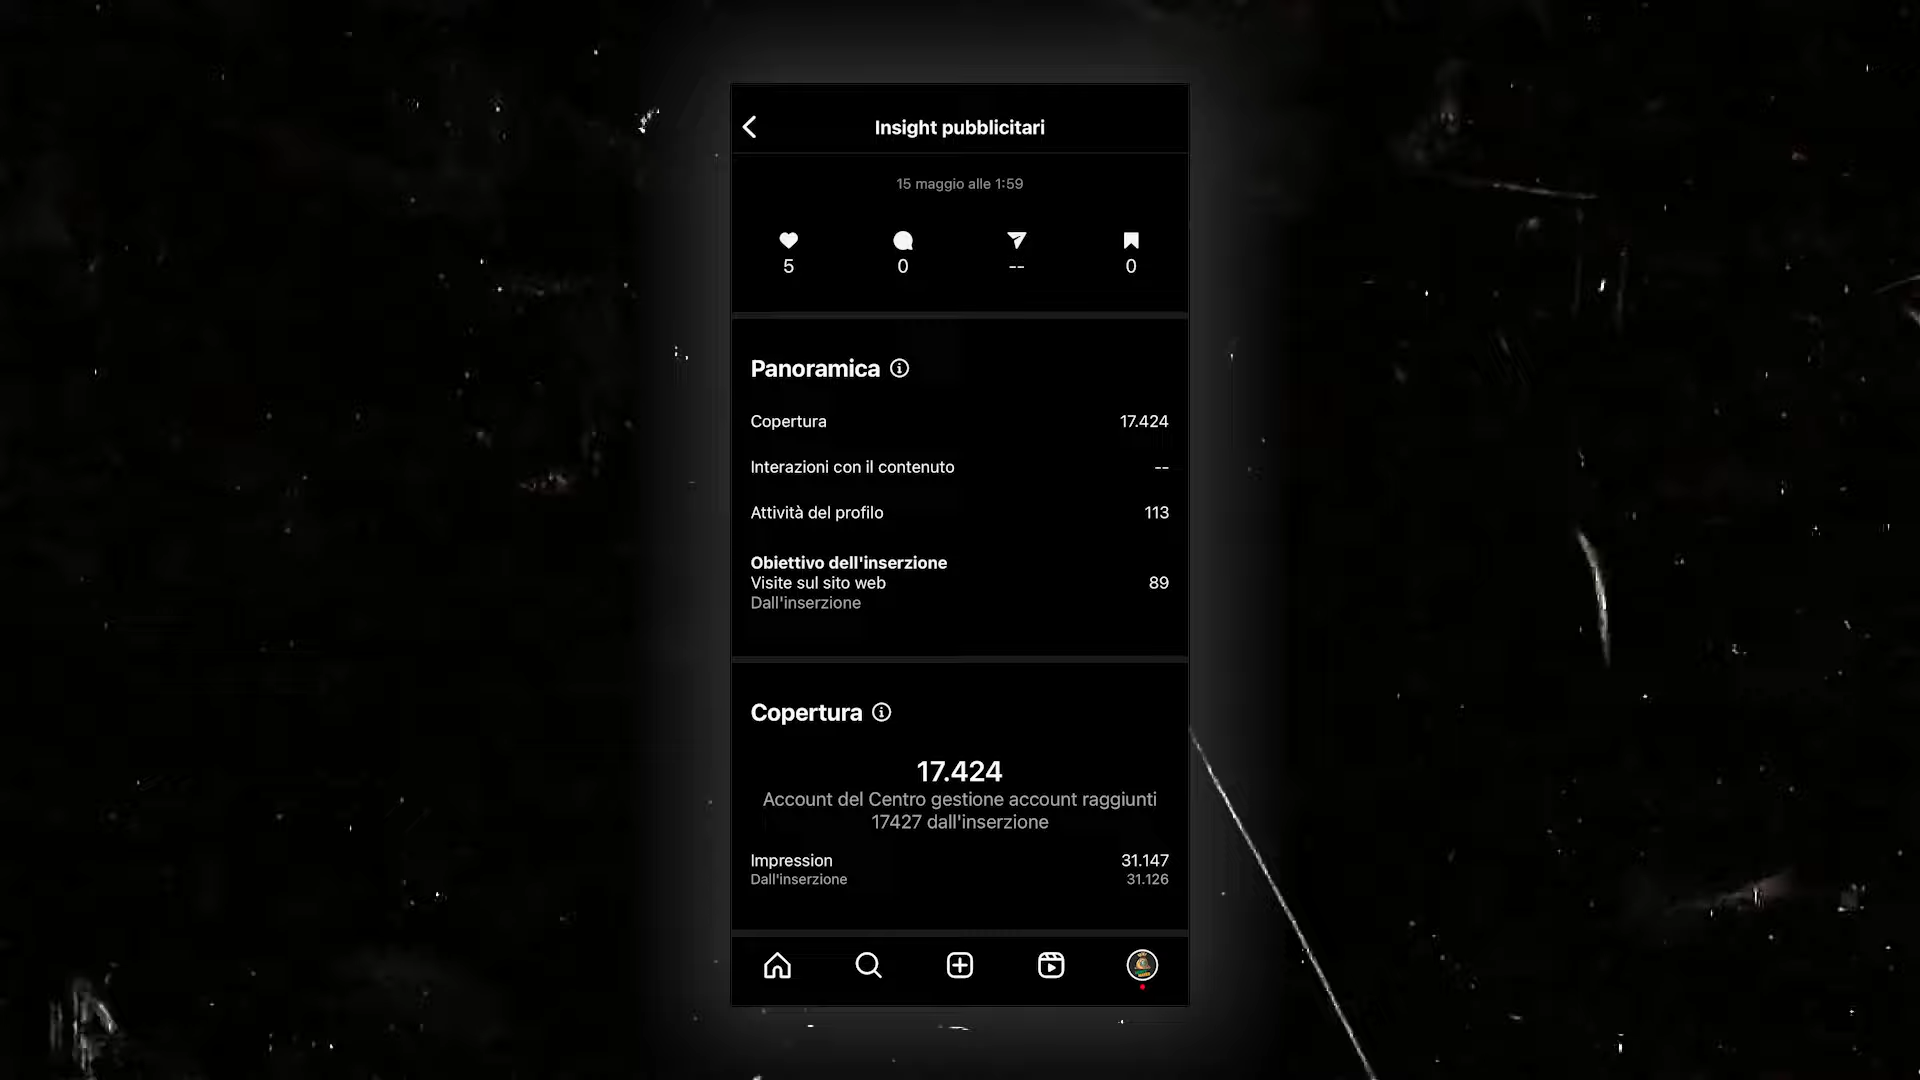 Insight pubblicitari
15 maggio alle 1:59
5 0 -- 0
Panoramica
Copertura 17.424
Interazioni con il contenuto --
Attività del profilo 113
Obiettivo dell'inserzione
Visite sul sito web 89
Dall'inserzione
Copertura
17.424
Account del Centro gestione account raggiunti
17427 dall'inserzione
Impression 31.147
Dall'inserzione 31.126